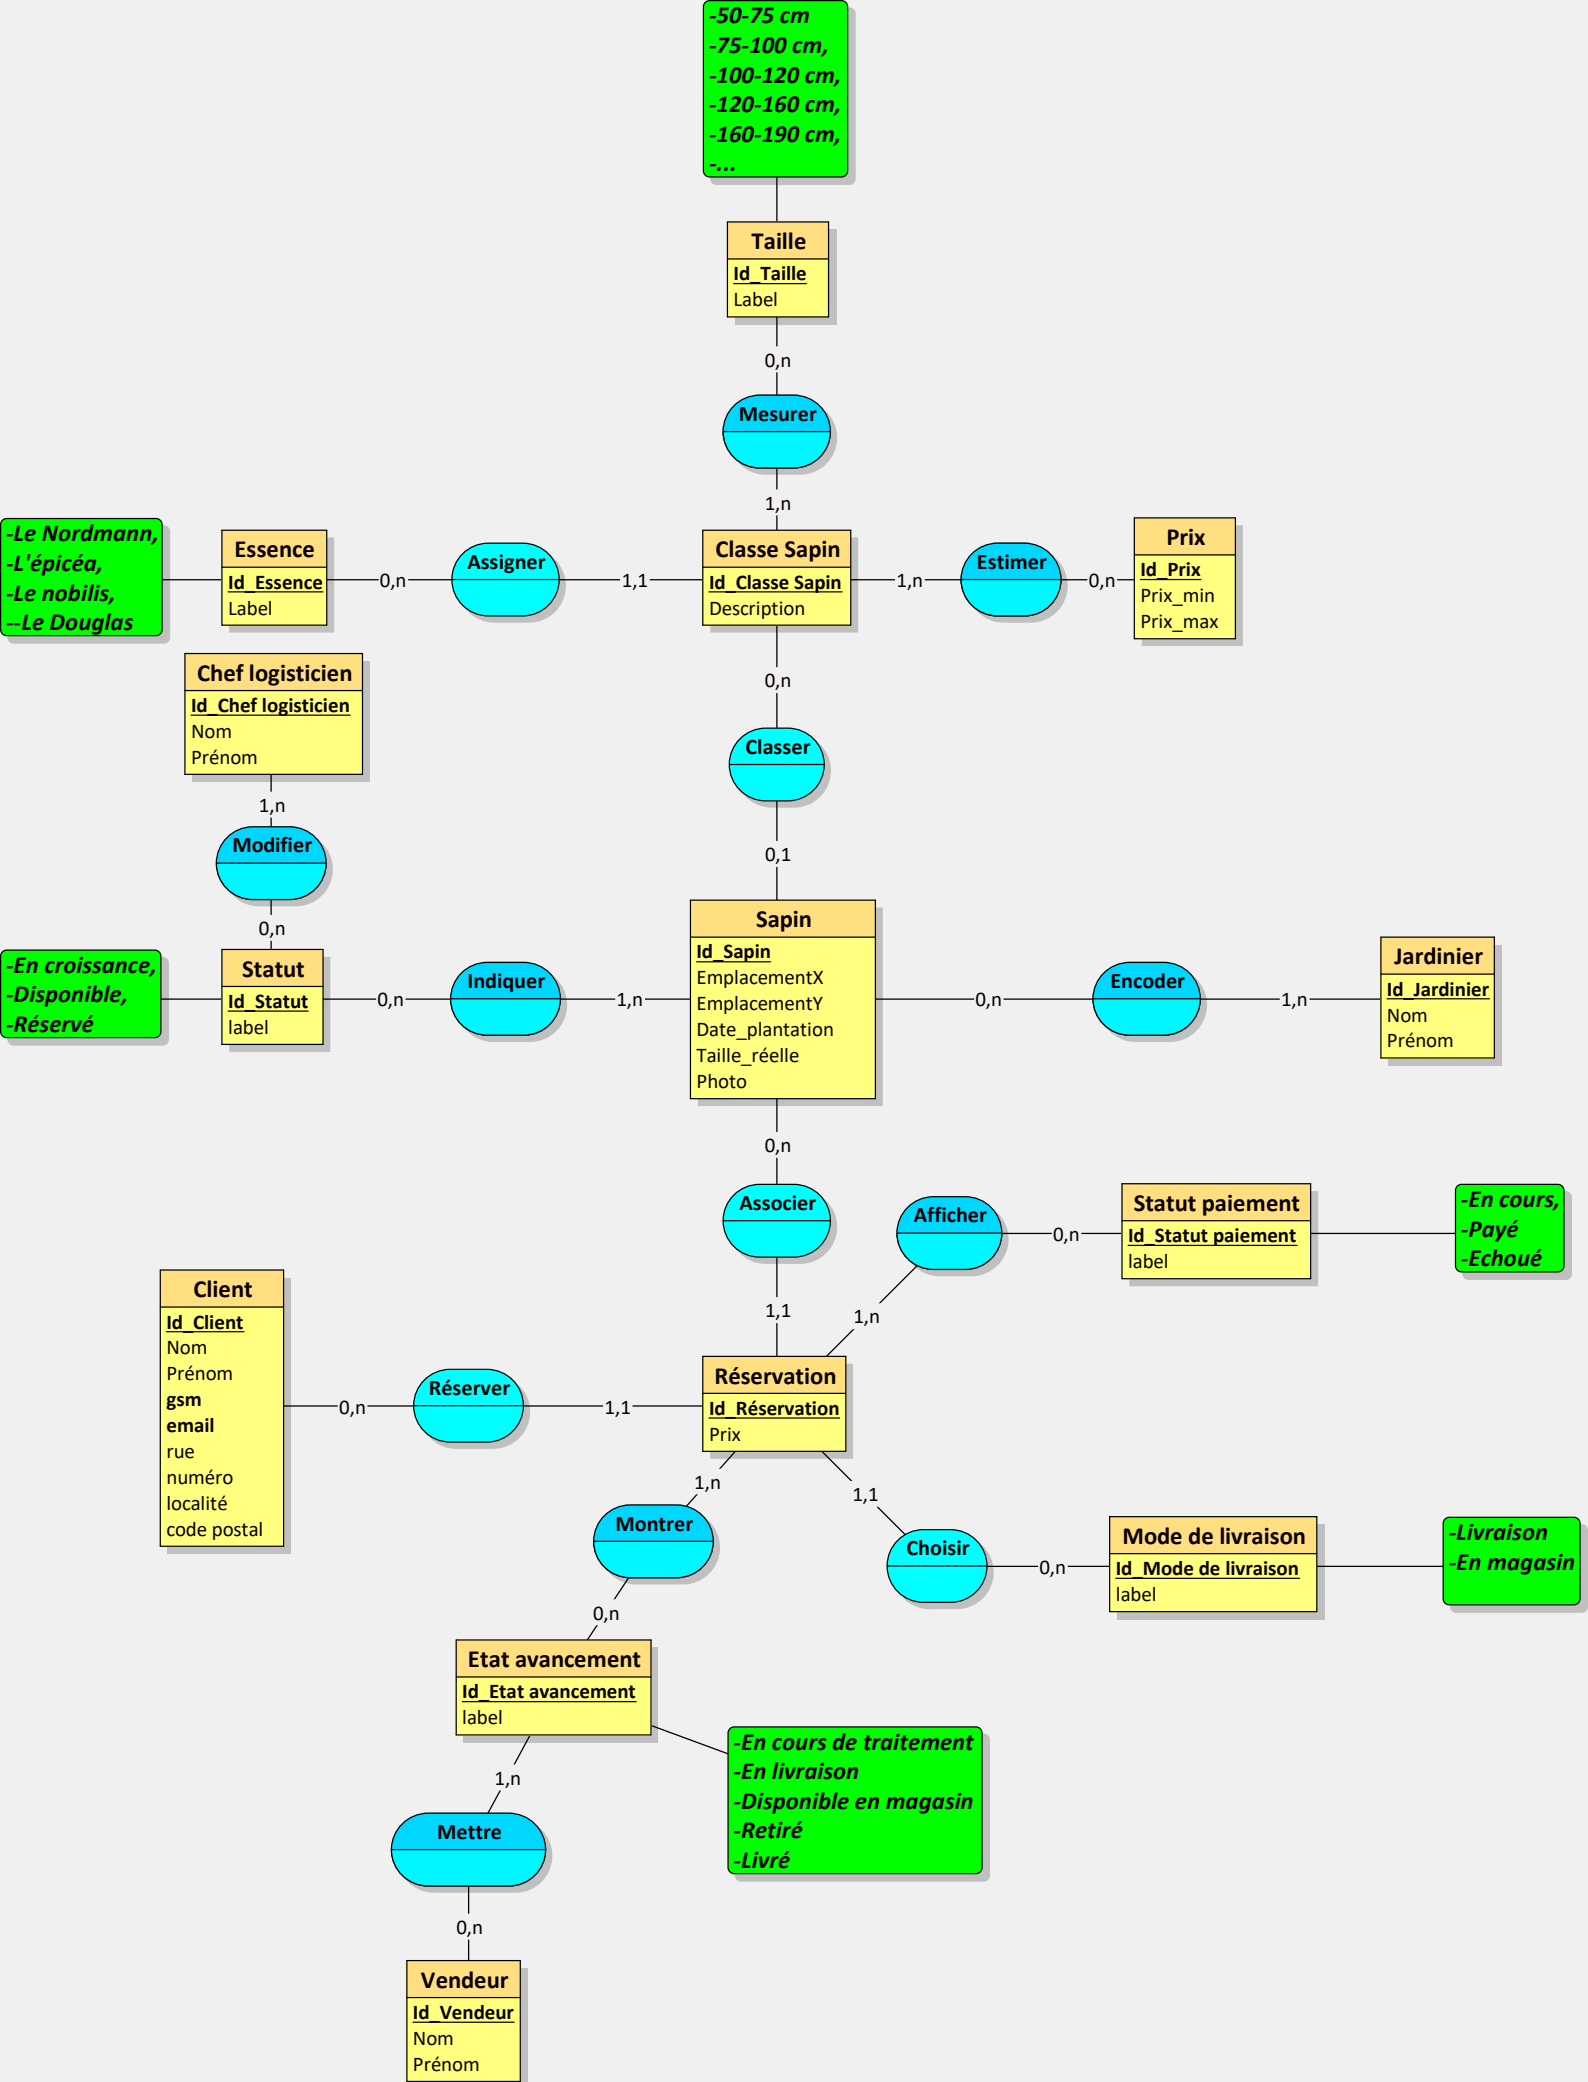 -50-75 cm
-75-100 cm,
-100-120 cm,
-120-160 cm,
-160-190 cm,
-...
Taille
Id_Taille
Label
0,n
Mesurer
1,n
-Le Nordmann,
-L'épicéa,
-Le nobilis,
--Le Douglas
Essence
Id_Essence
Label
0,n
Assigner
1,1
Classe Sapin
Id_Classe Sapin
Description
1,n
Estimer
0,n
Prix
Id_Prix
Prix_min
Prix_max
0,n
Classer
0,1
Chef logisticien
Id_Chef logisticien
Nom
Prénom
1,n
Modifier
0,n
-En croissance,
-Disponible,
-Réservé
Statut
Id_Statut
label
0,n
Indiquer
1,n
Sapin
Id_Sapin
EmplacementX
EmplacementY
Date_plantation
Taille_réelle
Photo
0,n
Encoder
1,n
Jardinier
Id_Jardinier
Nom
Prénom
0,n
Associer
1,1
Afficher
1,n
0,n
Statut paiement
Id_Statut paiement
label
-En cours,
-Payé
-Echoué
Client
Id_Client
Nom
Prénom
gsm
email
rue
numéro
localité
code postal
0,n
Réserver
1,1
Réservation
Id_Réservation
Prix
1,n
Montrer
0,n
1,1
Choisir
0,n
Mode de livraison
Id_Mode de livraison
label
-Livraison
-En magasin
Etat avancement
Id_Etat avancement
label
-En cours de traitement
-En livraison
-Disponible en magasin
-Retiré
-Livré
1,n
Mettre
0,n
Vendeur
Id_Vendeur
Nom
Prénom